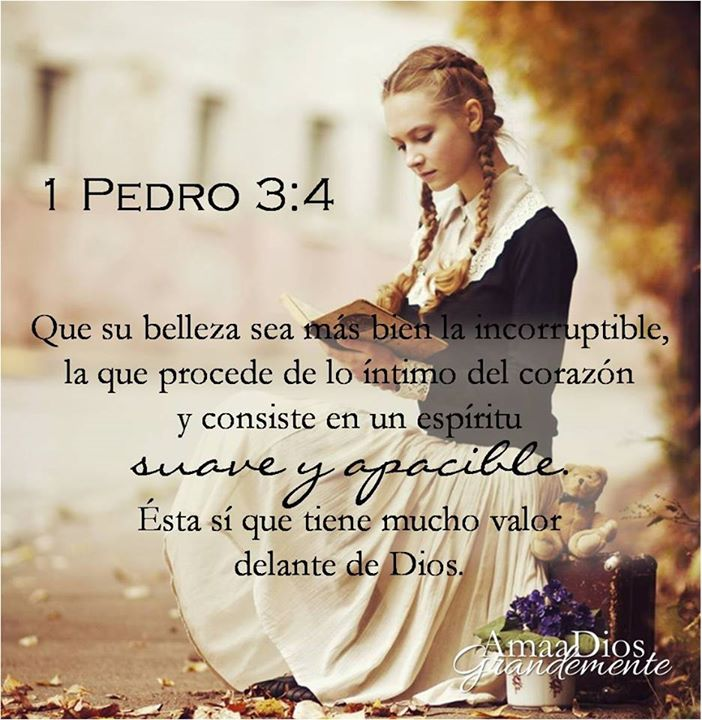 1 Pedro 3:4
Que su belleza sea más bien la incorruptible,
la que procede de lo íntimo del corazón
y consiste en un espíritu
suave y apacible.
Ésta sí que tiene mucho valor
delante de Dios.
AmaaDios
Grandemente